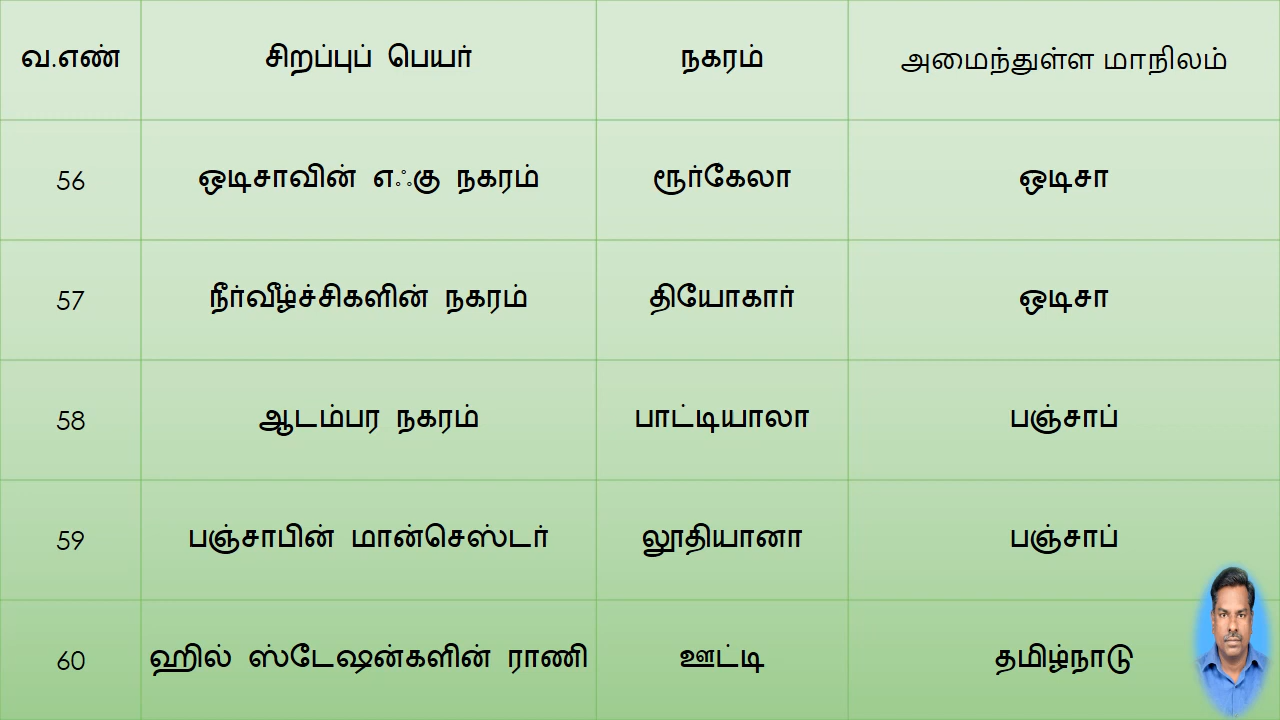 வ.எண் சிறப்புப் பெயர் நகரம் அமைந்துள்ள மாநிலம்
56 ஒடிசாவின் எஃகு நகரம் ரூர்கேலா ஒடிசா
57 நீர்வீழ்ச்சிகளின் நகரம் தியோகார் ஒடிசா
58 ஆடம்பர நகரம் பாட்டியாலா பஞ்சாப்
59 பஞ்சாபின் மான்செஸ்டர் லூதியானா பஞ்சாப்
60 ஹில் ஸ்டேஷன்களின் ராணி ஊட்டி தமிழ்நாடு